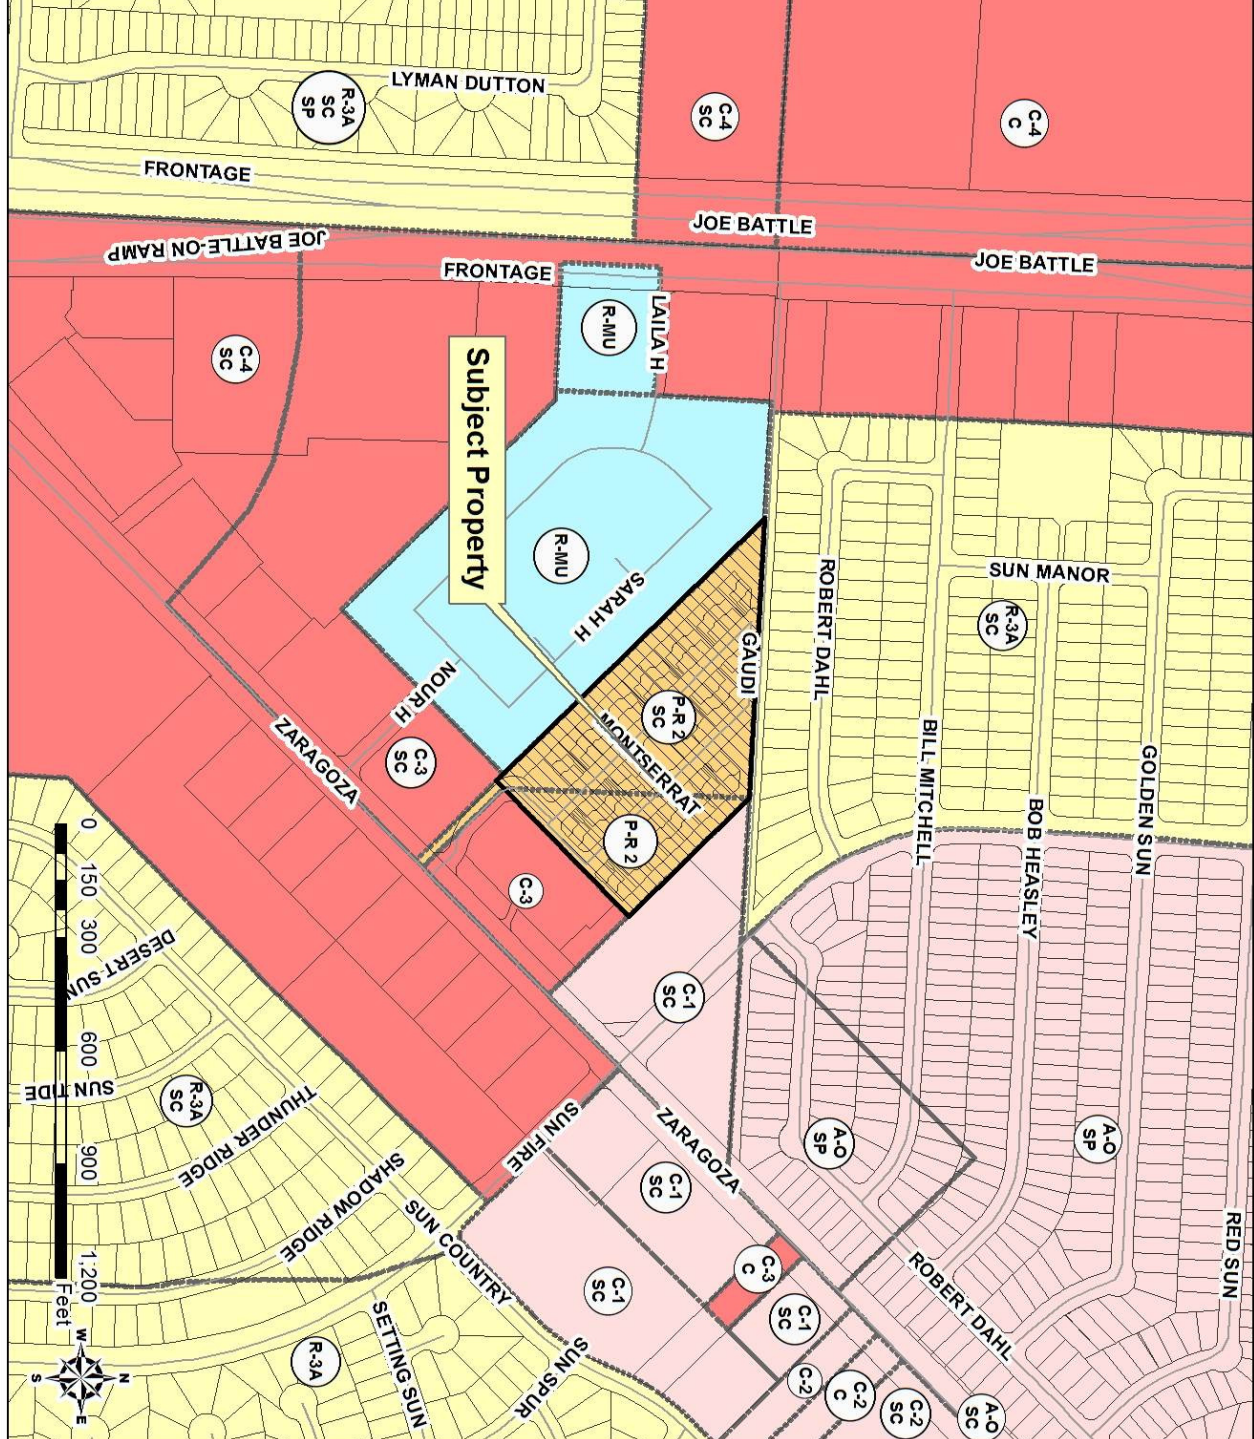 LYMAN DUTTON
R-3A
SC
SP
C-4
SC
C-4
C
FRONTAGE
JOE BATTLE
JOE BATTLE-ON RAMP
FRONTAGE
JOE BATTLE
LAILA H
R-MU
C-4
SC
Subject Property
R-MU
SARAH H
NOUR H
ROBERT DAHL
SUN MANOR
R-3A
SC
GAUDI
P-R 2
SC
MONTSERRAT
P-R 2
ZARAGOZA
C-3
SC
C-3
BILL MITCHELL
BOB HEASLEY
GOLDEN SUN
C-1
SC
DESERT SUN
SUN TIDE
R-3A
SC
THUNDER RIDGE
SHADOW RIDGE
SUN FIRE
ZARAGOZA
A-O
SP
A-O
SP
C-1
SC
SUN COUNTRY
C-1
SC
C-3
C
C-1
SC
ROBERT DAHL
RED SUN
SETTING SUN
R-3A
SUN SPUR
C-2
C-2
C
C-2
SC
A-O
SC
0 150 300 600 900 1,200
Feet
N
W
E
S